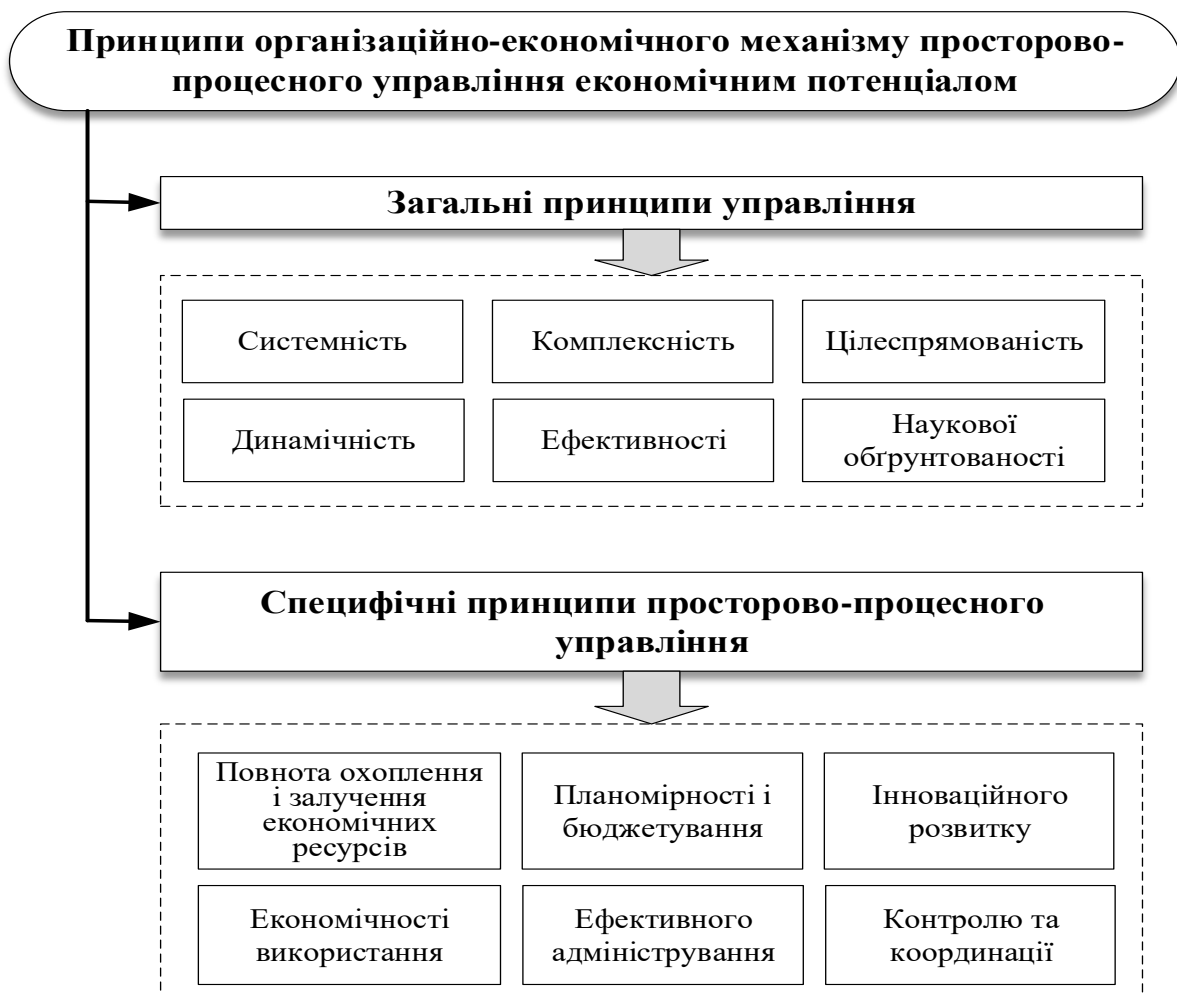 Принципи організаційно-економічного механізму просторово-
процесного управління економічним потенціалом
Загальні принципи управління
Системність
Комплексність
Цілеспрямованість
Динамічність
Ефективності
Наукової
обґрунтованості
Специфічні принципи просторово-процесного
управління
Повнота охоплення
і залучення
економічних
ресурсів
Планомірності і
бюджетування
Інноваційного
розвитку
Економічності
використання
Ефективного
адміністрування
Контролю та
координації